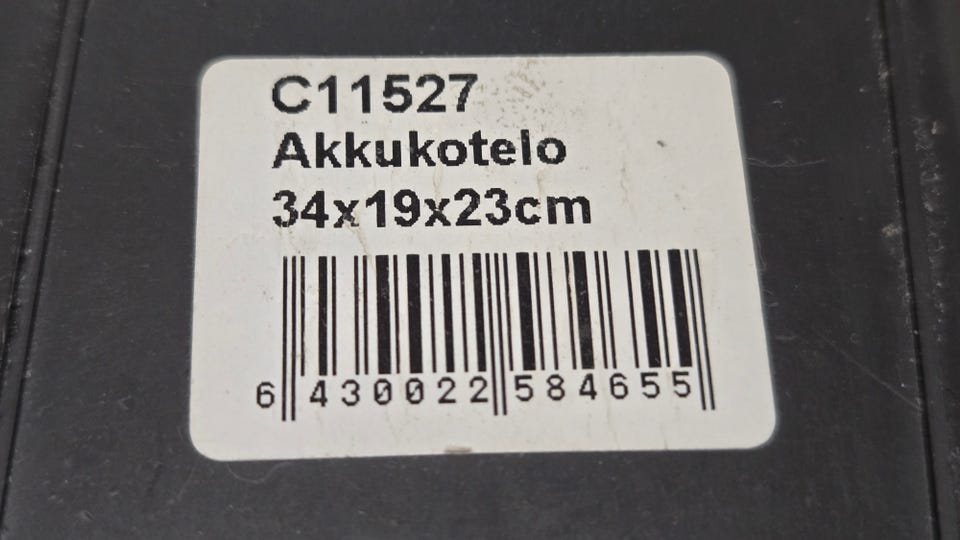 C11527
Akkukotelo
34x19x23cm
6 430022 584655